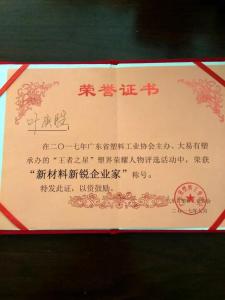 荣誉证书
在二〇一七年广东省塑料工业协会主办、大易有塑
承办的“王者之星”塑界荣耀人物评选活动中，荣获
“新材料新锐企业家”称号。
特发此证，以资鼓励。